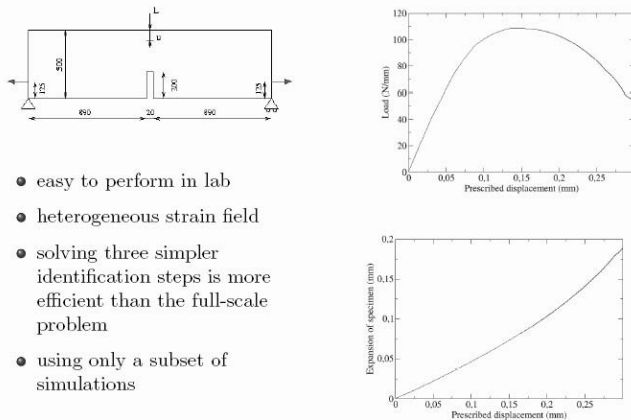 L
u
500
125
200
125
890
20
890
• easy to perform in lab
• heterogeneous strain field
• solving three simpler
identification steps is more
efficient than the full-scale
problem
• using only a subset of
simulations
120
100
80
60
40
20
0
Load (N/mm)
0
0,05
0,1
0,15
0,2
0,25
Prescribed displacement (mm)
0,2
0,15
0,1
0,05
0
Expansion of specimen (mm)
0
0,05
0,1
0,15
0,2
0,25
Prescribed displacement (mm)